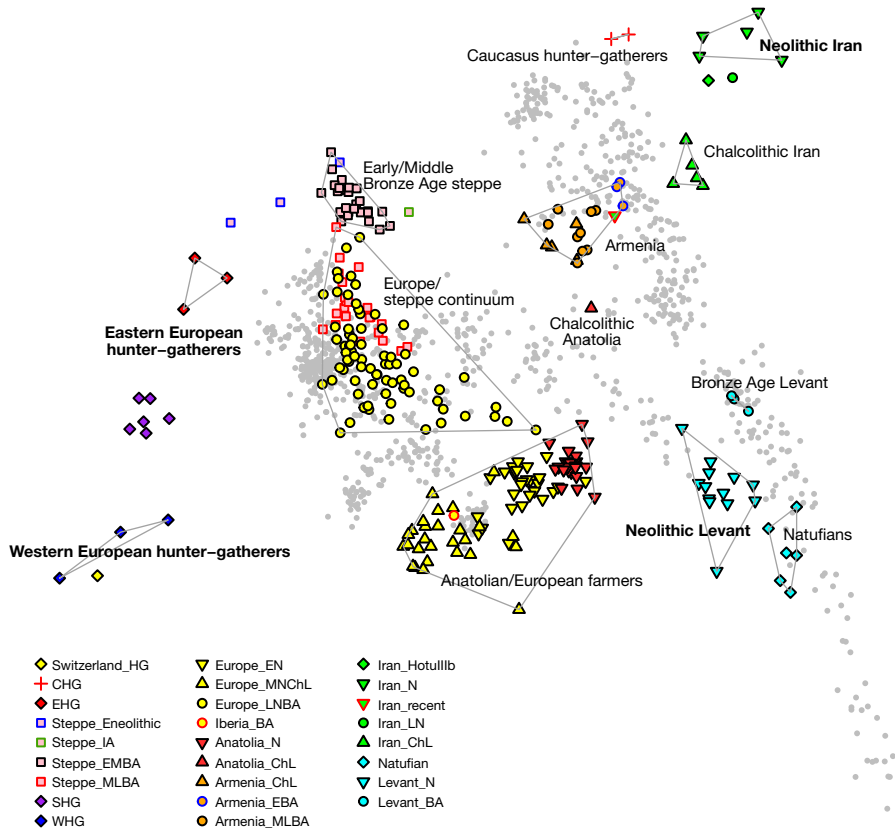 Caucasus hunter−gatherers
Neolithic Iran
Early/Middle
Bronze Age steppe
Chalcolithic Iran
Armenia
Europe/
steppe continuum
Eastern European
hunter−gatherers
Chalcolithic
Anatolia
Bronze Age Levant
Western European hunter−gatherers
Neolithic Levant
Natufians
Anatolian/European farmers
Switzerland_HG
CHG
EHG
Steppe_Eneolithic
Steppe_IA
Steppe_EMBA
Steppe_MLBA
SHG
WHG
Europe_EN
Europe_MNChL
Europe_LNBA
Iberia_BA
Anatolia_N
Anatolia_ChL
Armenia_ChL
Armenia_EBA
Armenia_MLBA
Iran_HotuIIIb
Iran_N
Iran_recent
Iran_LN
Iran_ChL
Natufian
Levant_N
Levant_BA